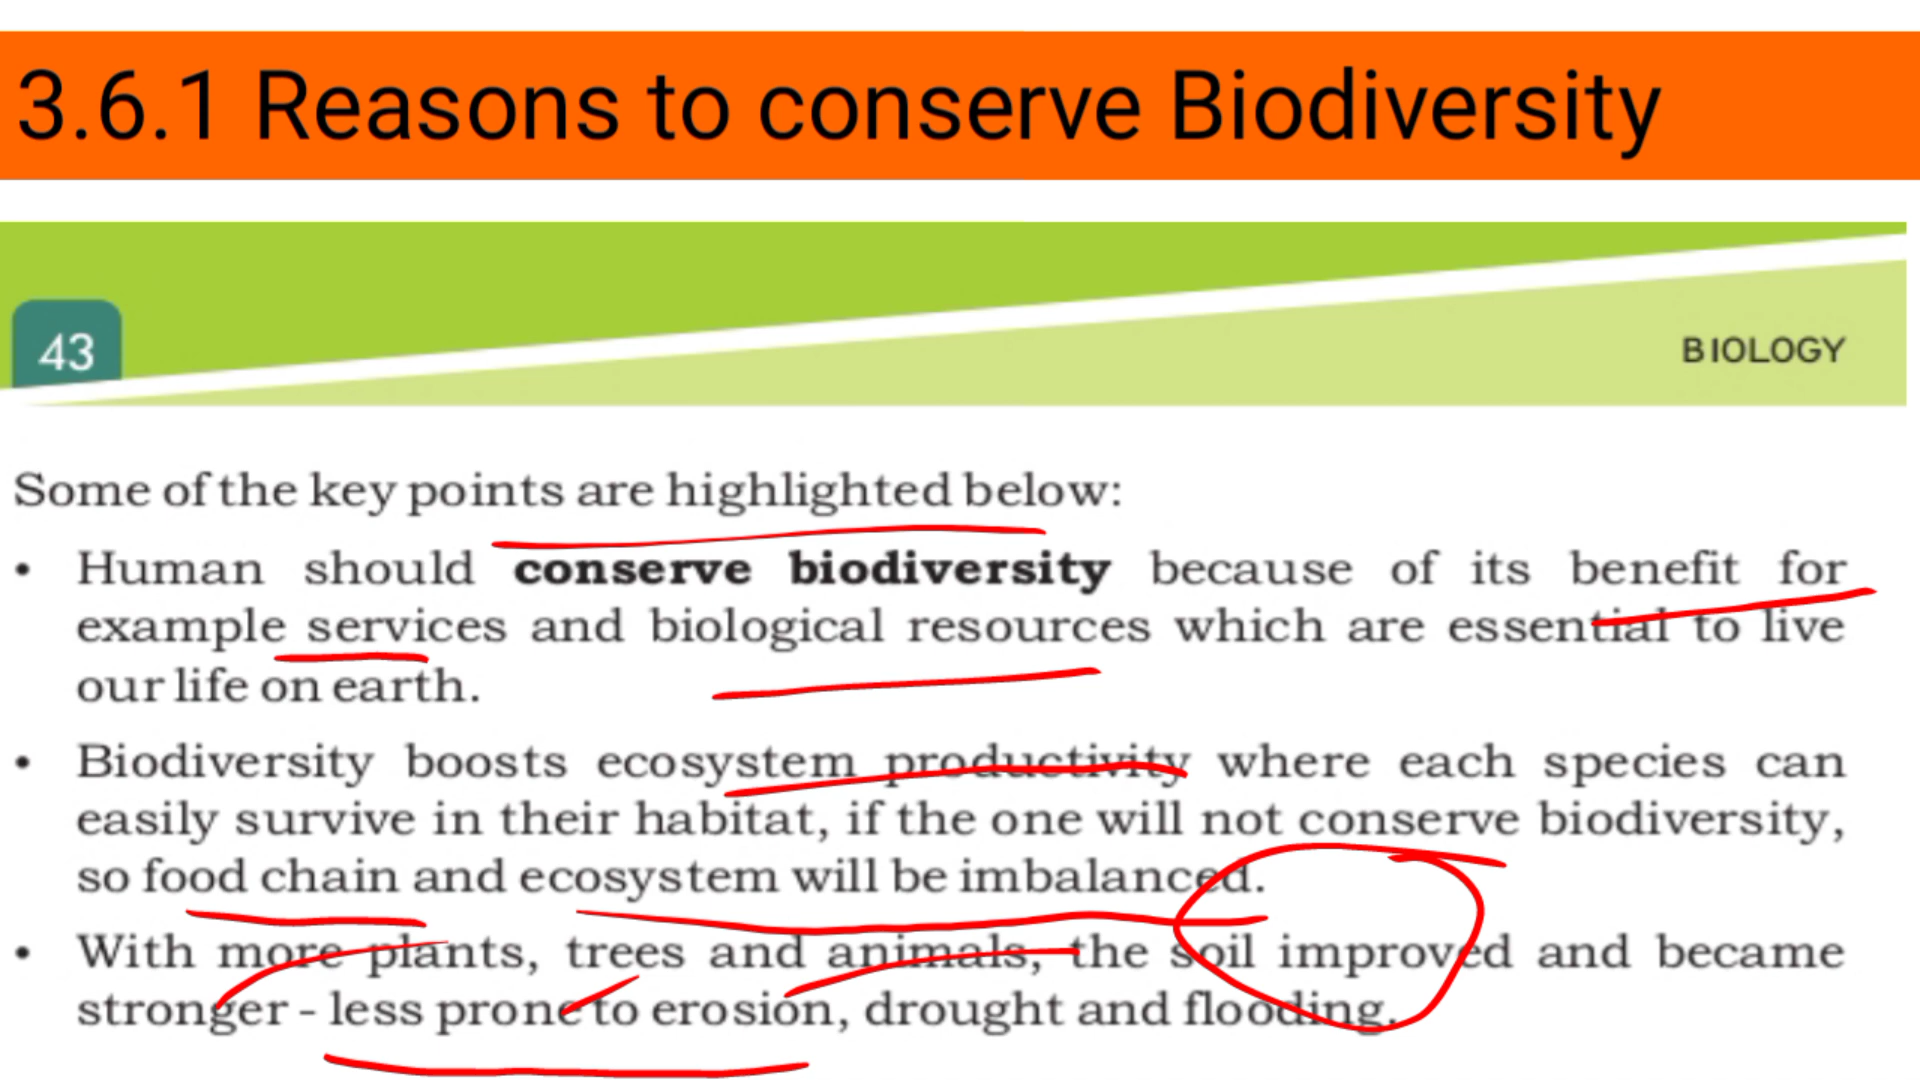 3.6.1 Reasons to conserve Biodiversity
43
BIOLOGY
Some of the key points are highlighted below:
• Human should conserve biodiversity because of its benefit for
example services and biological resources which are essential to live
our life on earth.
• Biodiversity boosts ecosystem productivity where each species can
easily survive in their habitat, if the one will not conserve biodiversity,
so food chain and ecosystem will be imbalanced.
• With more plants, trees and animals, the soil improved and became
stronger - less prone to erosion, drought and flooding.